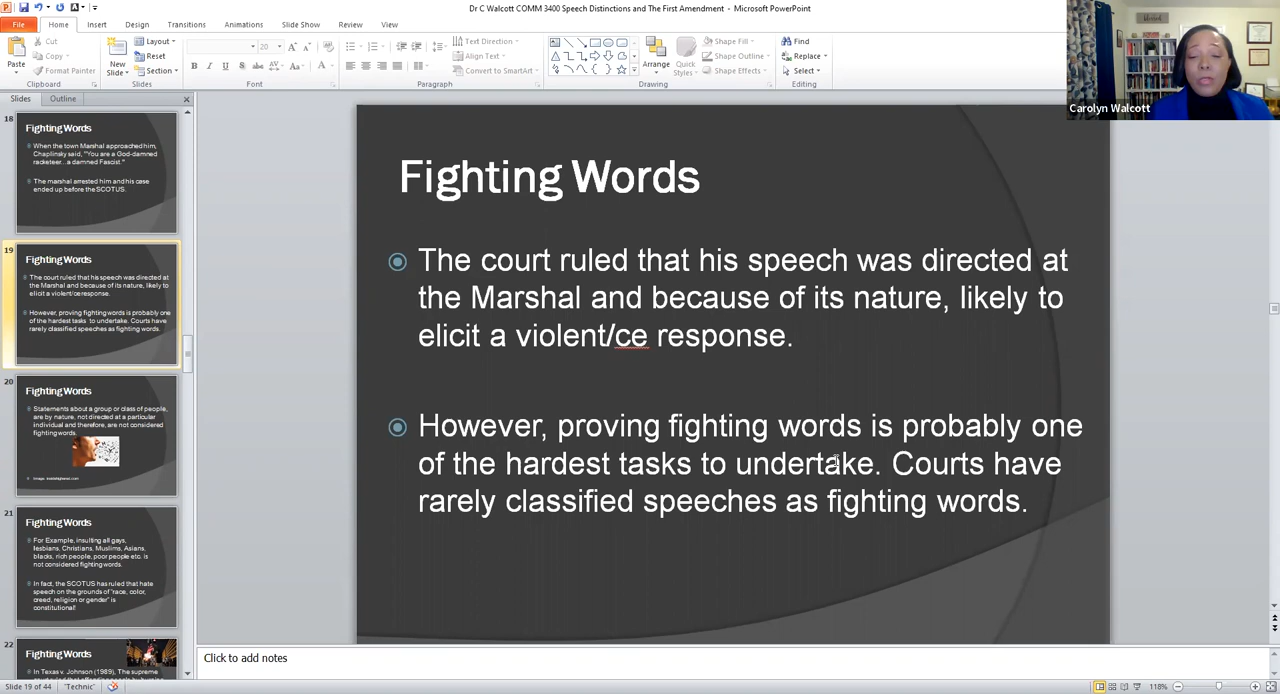 Dr C Walcott COMM 3400 Speech Distinctions and The First Amendment - Microsoft PowerPoint
File Home Insert Design Transitions Animations Slide Show Review View
Cut
Copy
Format Painter
Paste
Clipboard
New
Slide
Layout
Reset
Section
Slides
20
Font
Text Direction
Align Text
Convert to SmartArt
Paragraph
Arrange
Quick
Styles
Shape Fill
Shape Outline
Shape Effects
Drawing
Find
Replace
Select
Editing
Carolyn Walcott
Slides Outline
18
Fighting Words
When the town Marshal approached him,
Chaplinsky said, "You are a God-damned
racketeer...a damned Fascist."
The marshal arrested him and his case
ended up before the SCOTUS.
19
Fighting Words
The court ruled that his speech was directed at
the Marshal and because of its nature, likely to
elicit a violent/ce response.
However, proving fighting words is probably one
of the hardest tasks to undertake. Courts have
rarely classified speeches as fighting words.
20
Fighting Words
Statements about a group or class of people,
are by nature, not directed at a particular
individual and therefore, are not considered
fighting words.
21
Fighting Words
For Example, insulting all gays,
lesbians, Christians, Muslims, Asians,
blacks, rich people, poor people etc. is
not considered fighting words.
In fact, the SCOTUS has ruled that hate
speech on the grounds of "race, color,
creed, religion or gender" is
constitutional!
22
Fighting Words
In Texas v. Johnson (1989), The supreme
Fighting Words
The court ruled that his speech was directed at
the Marshal and because of its nature, likely to
elicit a violent/ce response.
However, proving fighting words is probably one
of the hardest tasks to undertake. Courts have
rarely classified speeches as fighting words.
Click to add notes
Slide 19 of 44 "Technic" 118%